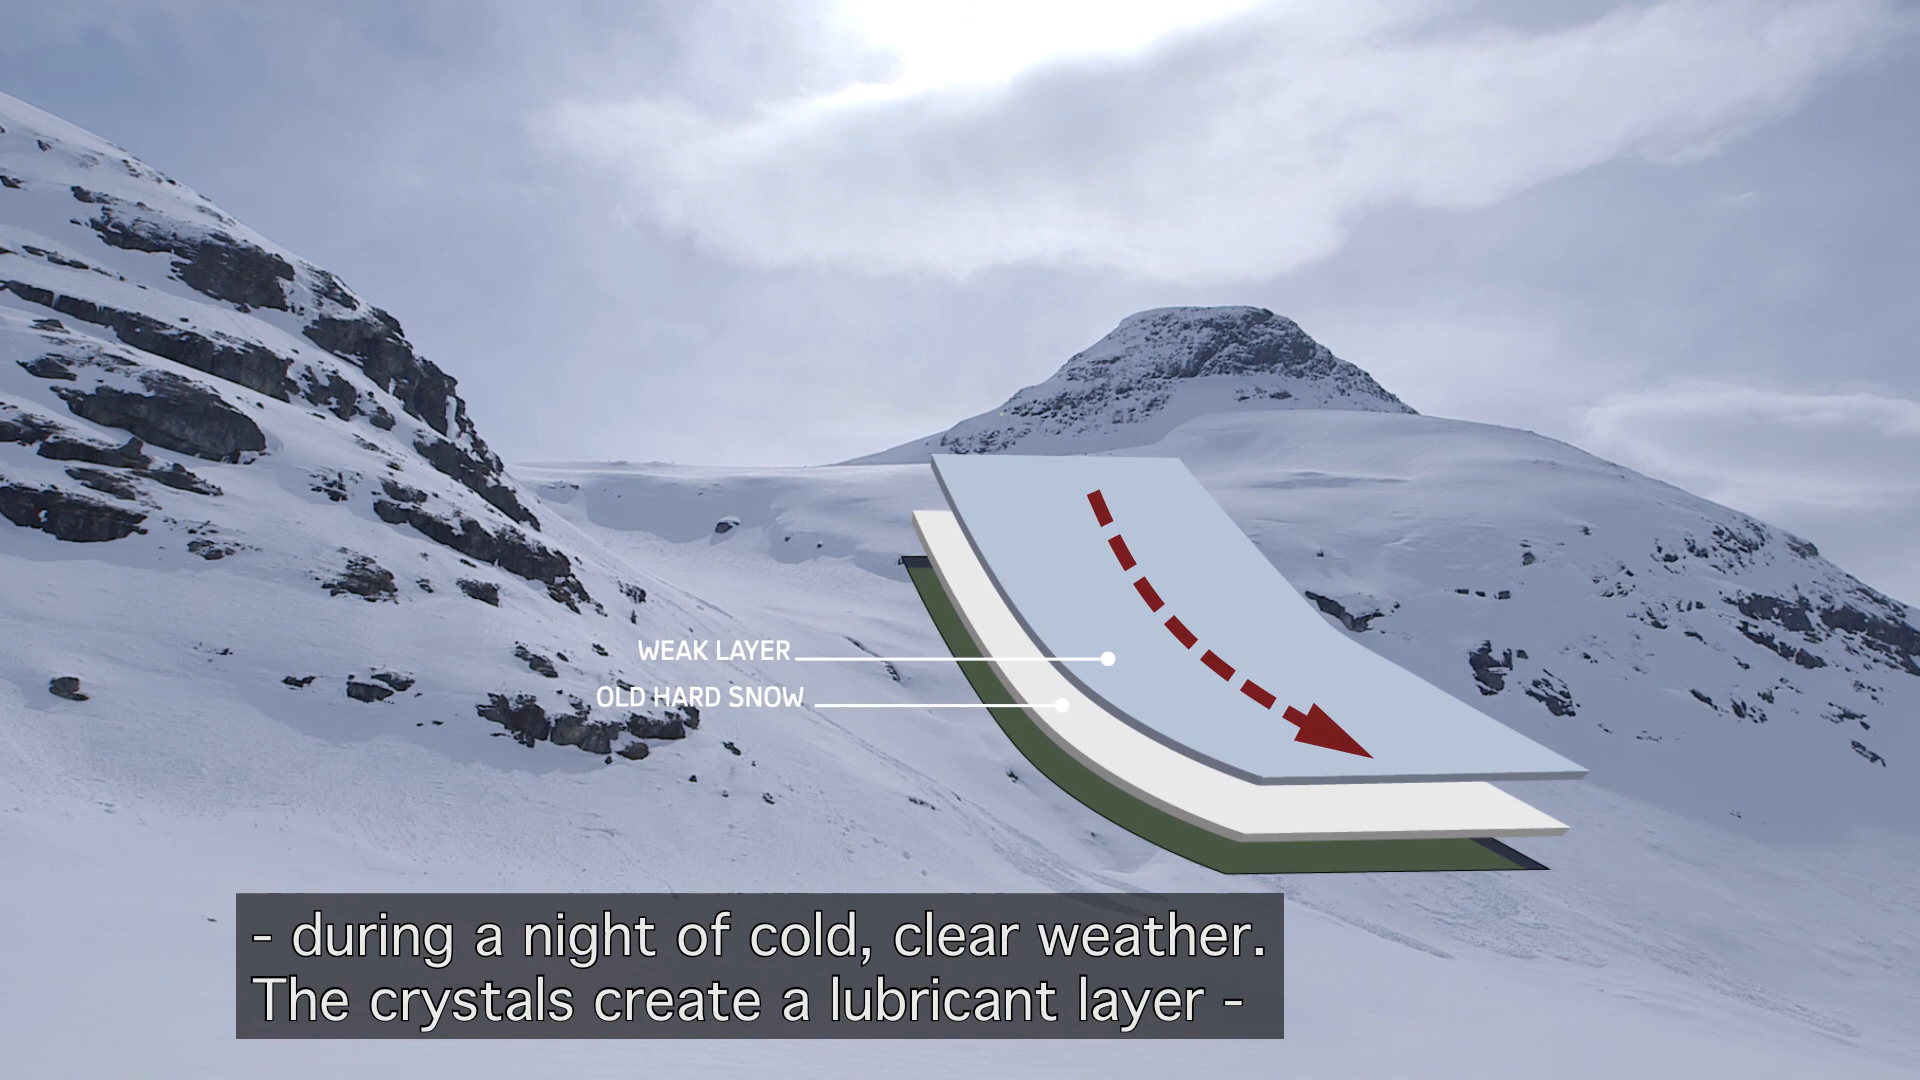 WEAK LAYER
OLD HARD SNOW
- during a night of cold, clear weather.
The crystals create a lubricant layer -